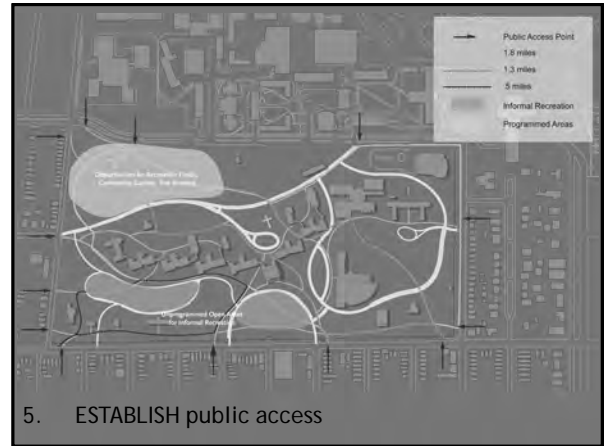 Public Access Point
1.6 miles
1.3 miles
.5 miles
Informal Recreation
Programmed Areas
Opportunities for Recreation Fields,
Community Garden, Tree
Unprogrammed Open Areas
for Informal Recreation
5. ESTABLISH public access